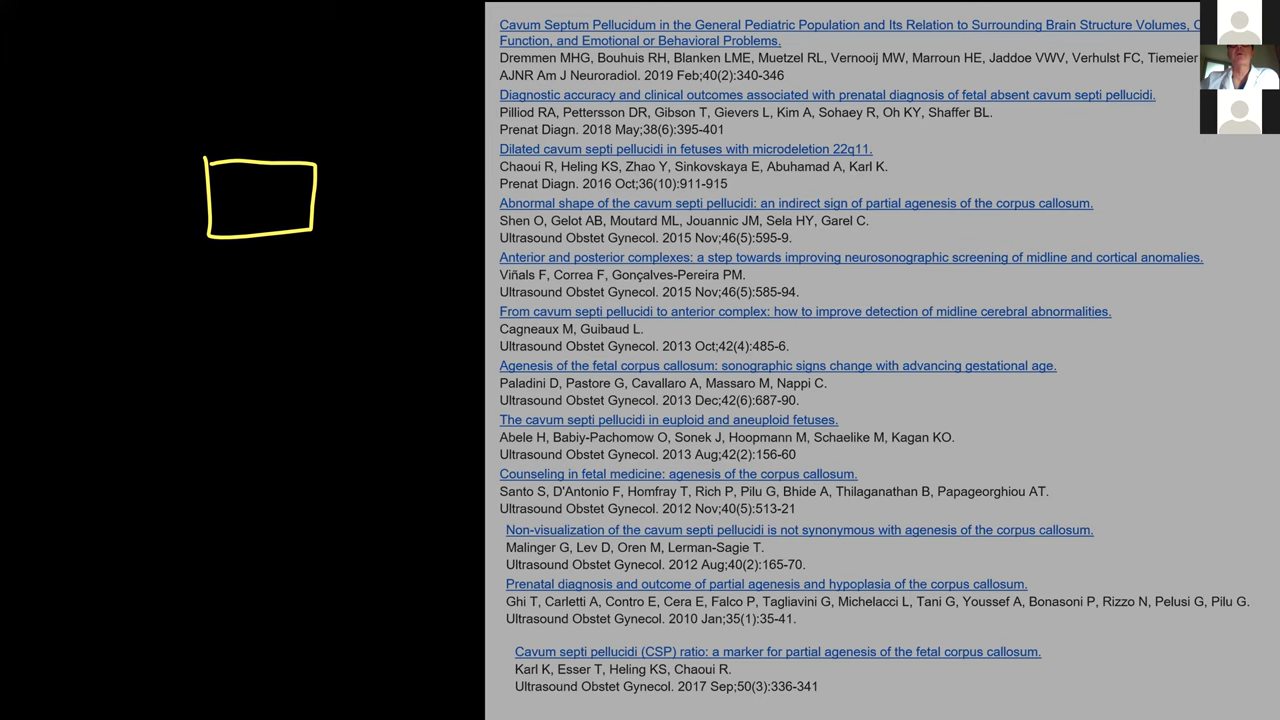 Cavum Septum Pellucidum in the General Pediatric Population and Its Relation to Surrounding Brain Structure Volumes,
Function, and Emotional or Behavioral Problems.
Dremmen MHG, Bouhuis RH, Blanken LME, Muetzel RL, Vernooij MW, Marroun HE, Jaddoe VWV, Verhulst FC, Tiemeier
AJNR Am J Neuroradiol. 2019 Feb;40(2):340-346
Diagnostic accuracy and clinical outcomes associated with prenatal diagnosis of fetal absent cavum septi pellucidi.
Pilliod RA, Pettersson DR, Gibson T, Gievers L, Kim A, Sohaey R, Oh KY, Shaffer BL.
Prenat Diagn. 2018 May;38(6):395-401
Dilated cavum septi pellucidi in fetuses with microdeletion 22q11.
Chaoui R, Heling KS, Zhao Y, Sinkovskaya E, Abuhamad A, Karl K.
Prenat Diagn. 2016 Oct;36(10):911-915
Abnormal shape of the cavum septi pellucidi: an indirect sign of partial agenesis of the corpus callosum.
Shen O, Gelot AB, Moutard ML, Jouannic JM, Sela HY, Garel C.
Ultrasound Obstet Gynecol. 2015 Nov;46(5):595-9.
Anterior and posterior complexes: a step towards improving neurosonographic screening of midline and cortical anomalies.
Viñals F, Correa F, Gonçalves-Pereira PM.
Ultrasound Obstet Gynecol. 2015 Nov;46(5):585-94.
From cavum septi pellucidi to anterior complex: how to improve detection of midline cerebral abnormalities.
Cagneaux M, Guibaud L.
Ultrasound Obstet Gynecol. 2013 Oct;42(4):485-6.
Agenesis of the fetal corpus callosum: sonographic signs change with advancing gestational age.
Paladini D, Pastore G, Cavallaro A, Massaro M, Nappi C.
Ultrasound Obstet Gynecol. 2013 Dec;42(6):687-90.
The cavum septi pellucidi in euploid and aneuploid fetuses.
Abele H, Babiy-Pachomow O, Sonek J, Hoopmann M, Schaelike M, Kagan KO.
Ultrasound Obstet Gynecol. 2013 Aug;42(2):156-60
Counseling in fetal medicine: agenesis of the corpus callosum.
Santo S, D'Antonio F, Homfray T, Rich P, Pilu G, Bhide A, Thilaganathan B, Papageorghiou AT.
Ultrasound Obstet Gynecol. 2012 Nov;40(5):513-21
Non-visualization of the cavum septi pellucidi is not synonymous with agenesis of the corpus callosum.
Malinger G, Lev D, Oren M, Lerman-Sagie T.
Ultrasound Obstet Gynecol. 2012 Aug;40(2):165-70.
Prenatal diagnosis and outcome of partial agenesis and hypoplasia of the corpus callosum.
Ghi T, Carletti A, Contro E, Cera E, Falco P, Tagliavini G, Michelacci L, Tani G, Youssef A, Bonasoni P, Rizzo N, Pelusi G, Pilu G.
Ultrasound Obstet Gynecol. 2010 Jan;35(1):35-41.
Cavum septi pellucidi (CSP) ratio: a marker for partial agenesis of the fetal corpus callosum.
Karl K, Esser T, Heling KS, Chaoui R.
Ultrasound Obstet Gynecol. 2017 Sep;50(3):336-341